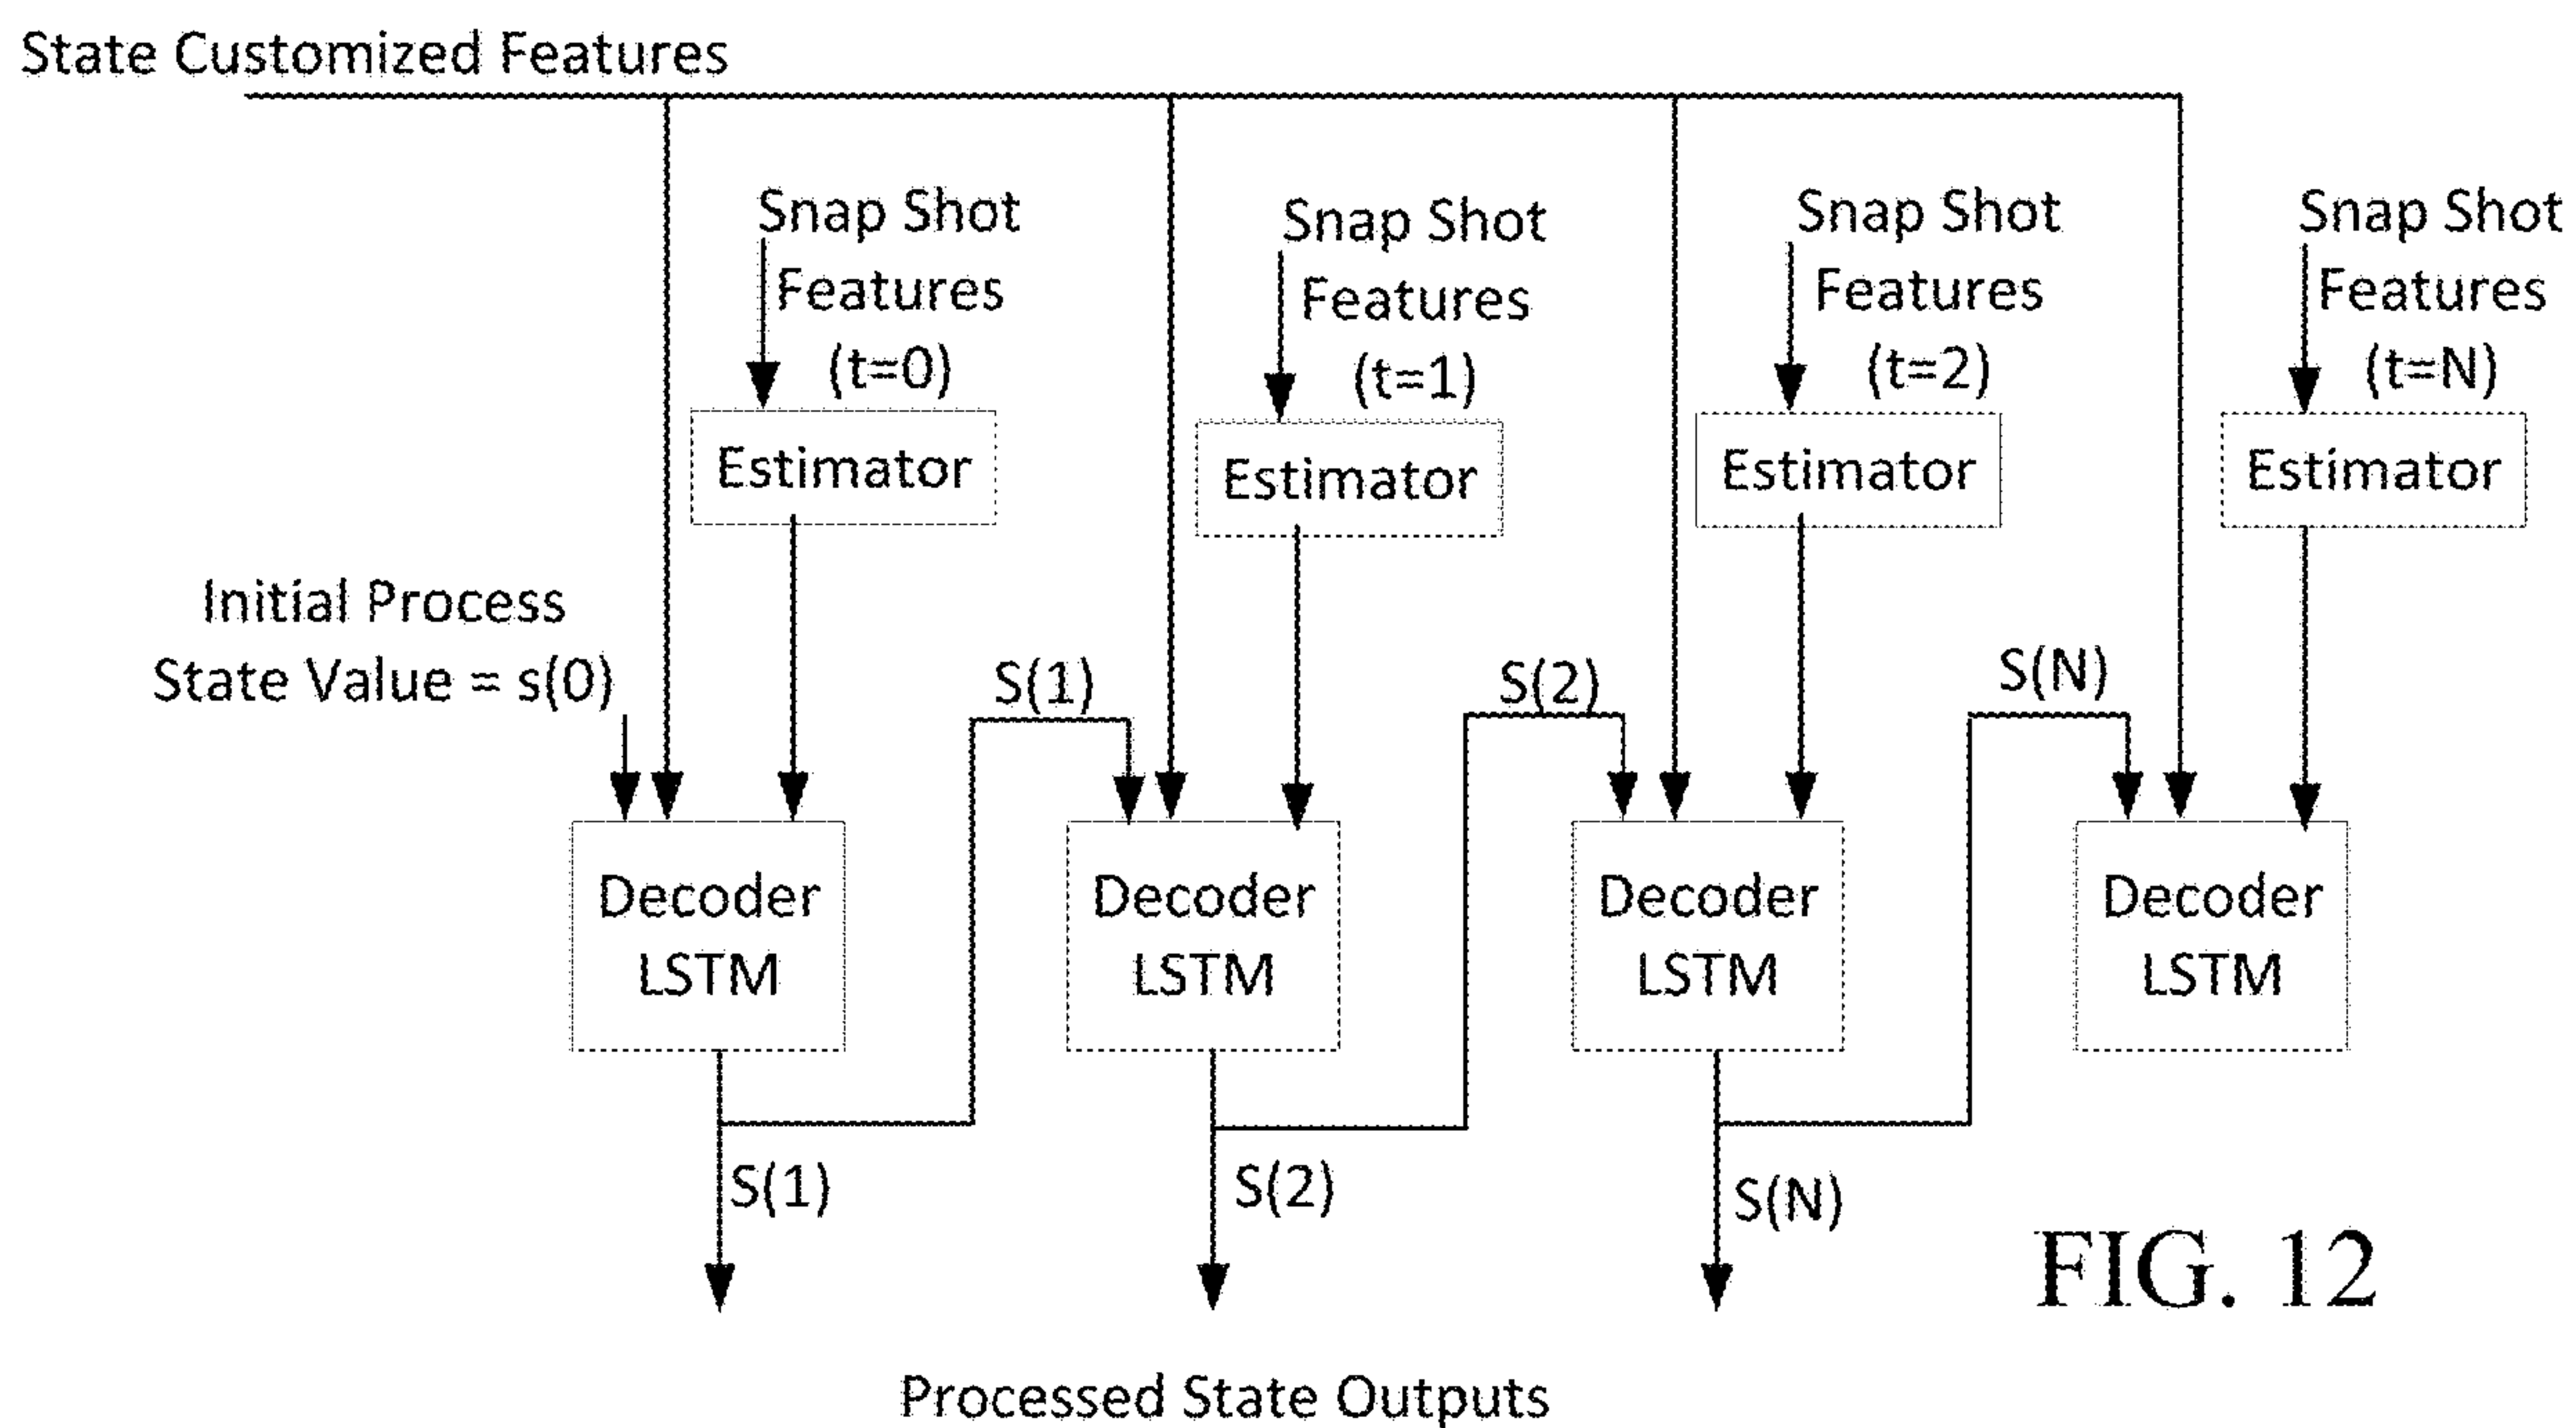 State Customized Features
Snap Shot
Features
(t=0)
Snap Shot
Features
(t=1)
Snap Shot
Features
(t=2)
Snap Shot
Features
(t=N)
Estimator
Estimator
Estimator
Estimator
Initial Process
State Value = s(0)
S(1)
S(2)
S(N)
Decoder
LSTM
Decoder
LSTM
Decoder
LSTM
Decoder
LSTM
S(1)
S(2)
S(N)
FIG. 12
Processed State Outputs